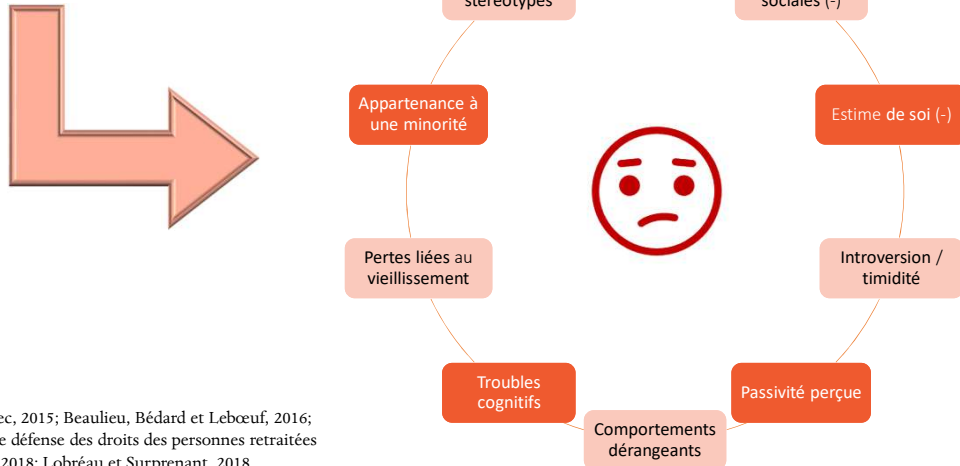 stéréotypes
sociales (-)
Appartenance à
une minorité
Estime de soi (-)
Pertes liées au
vieillissement
Introversion /
timidité
Troubles
cognitifs
Passivité perçue
Comportements
dérangeants
ec, 2015; Beaulieu, Bédard et Lebœuf, 2016;
e défense des droits des personnes retraitées
2018; Lobréau et Surprenant, 2018